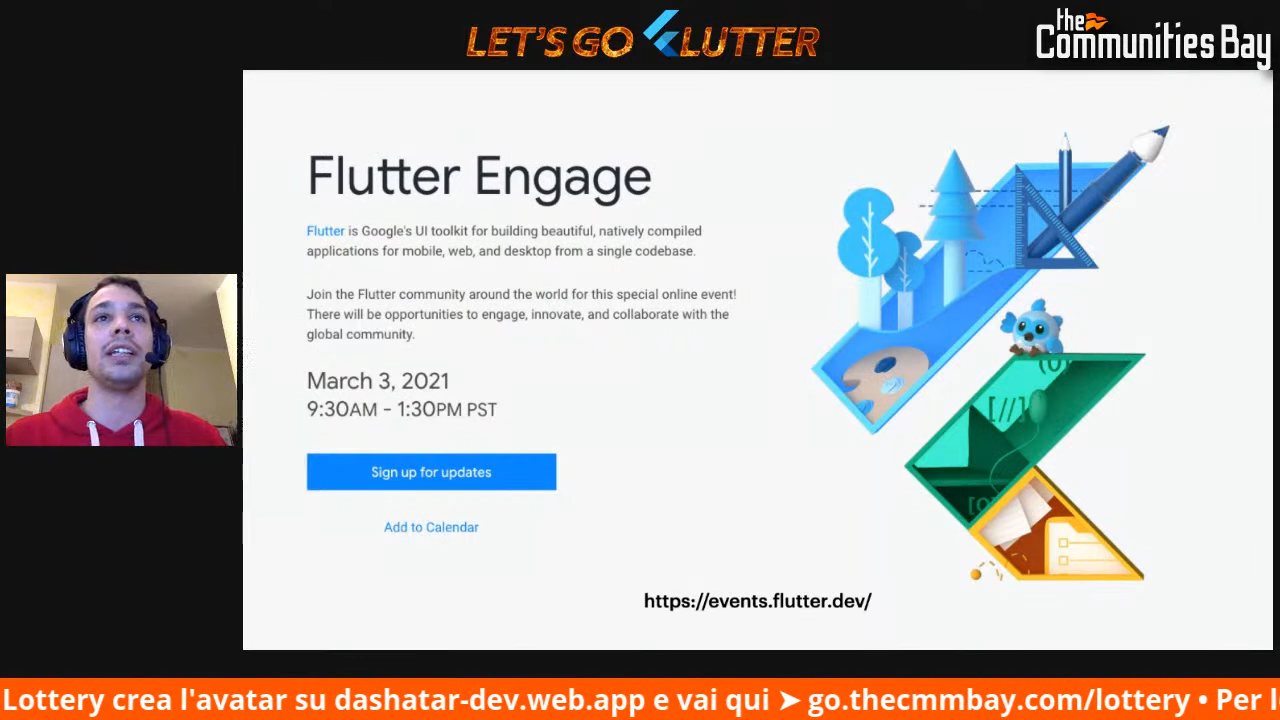 LET'S GO FLUTTER
the
Communities Bay
Flutter Engage
Flutter is Google's UI toolkit for building beautiful, natively compiled
applications for mobile, web, and desktop from a single codebase.
Join the Flutter community around the world for this special online event!
There will be opportunities to engage, innovate, and collaborate with the
global community.
March 3, 2021
9:30AM - 1:30PM PST
Sign up for updates
Add to Calendar
[//]
https://events.flutter.dev/
Lottery crea l'avatar su dashatar-dev.web.app e vai qui ➤ go.thecmmbay.com/lottery • Per